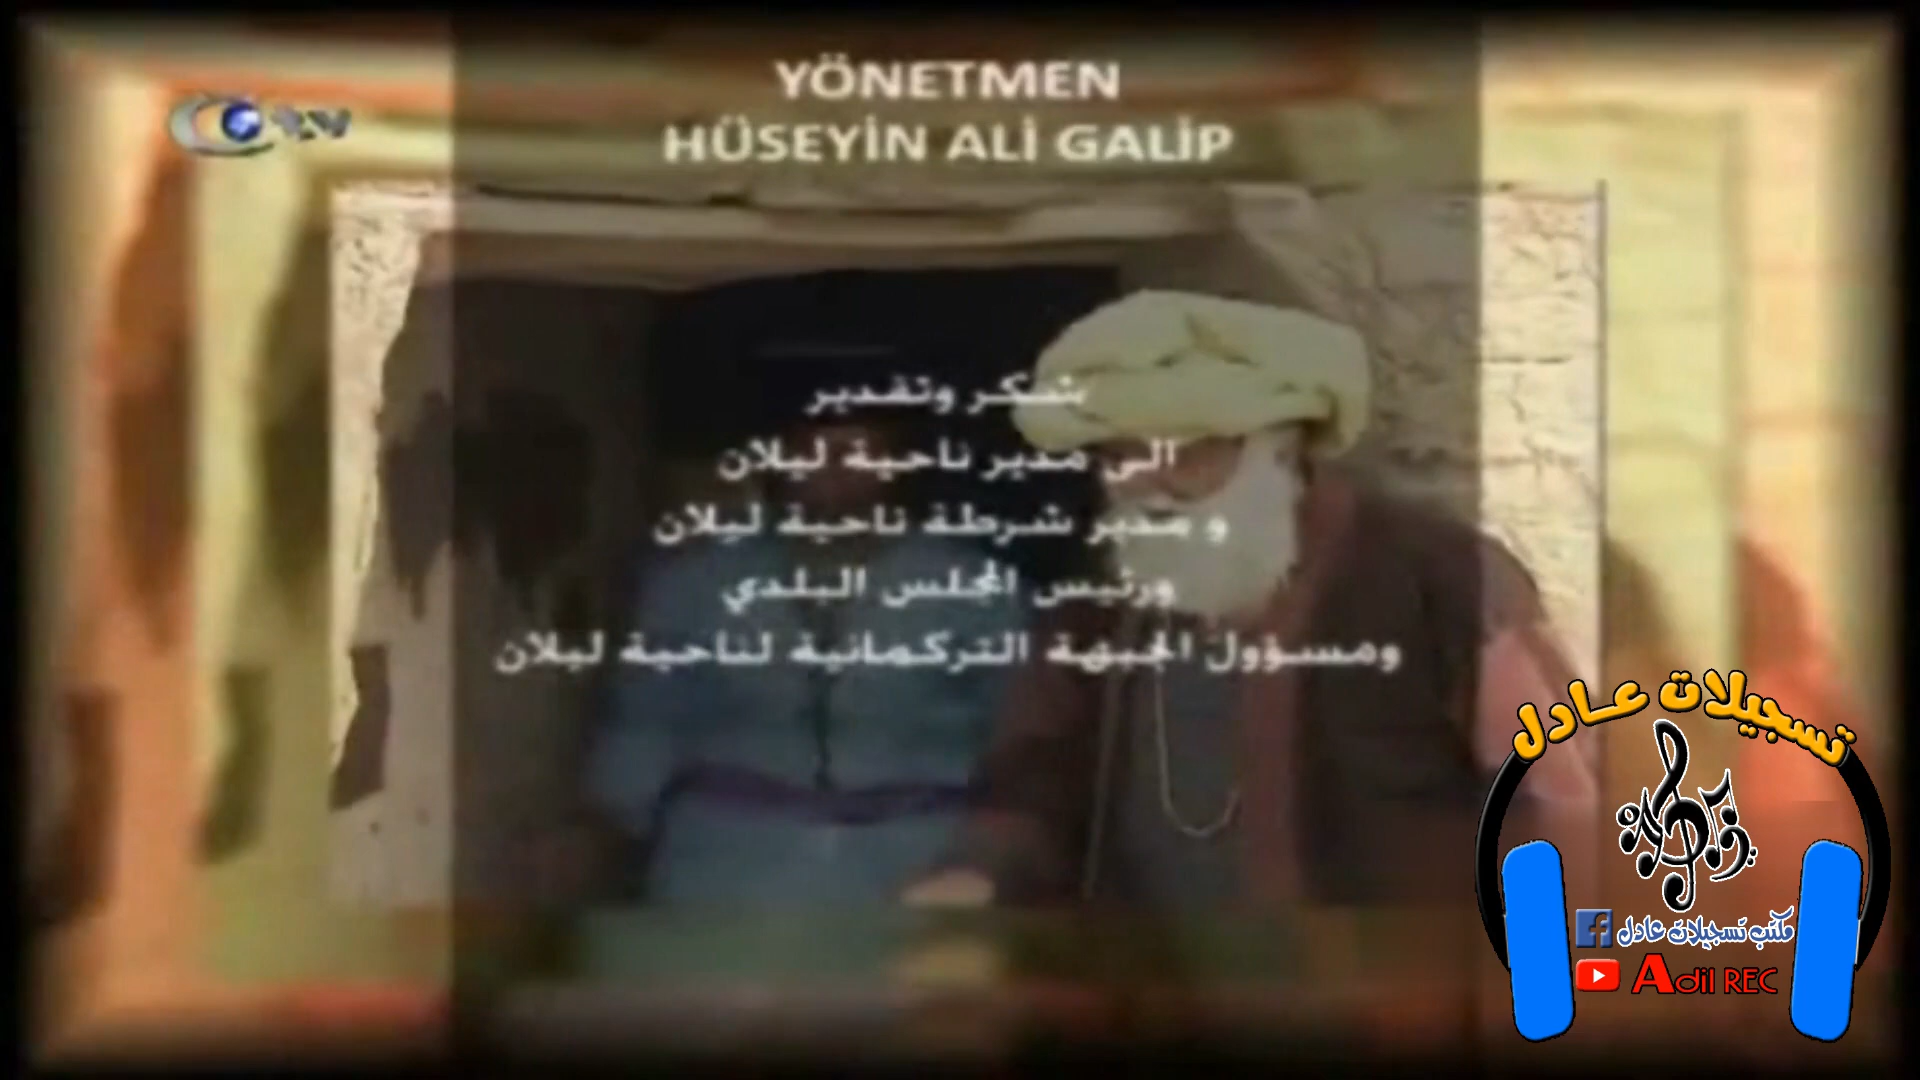 YÖNETMEN
HÜSEYİN ALİ GALİP
شكر وتقدير
الى مدير ناحية ليلان
و مدير شرطة ناحية ليلان
ورئيس المجلس البلدي
ومسؤول الجبهة التركمانية لناحية ليلان
تسجيلات عادل
مكتب تسجيلات عادل
Adil REC